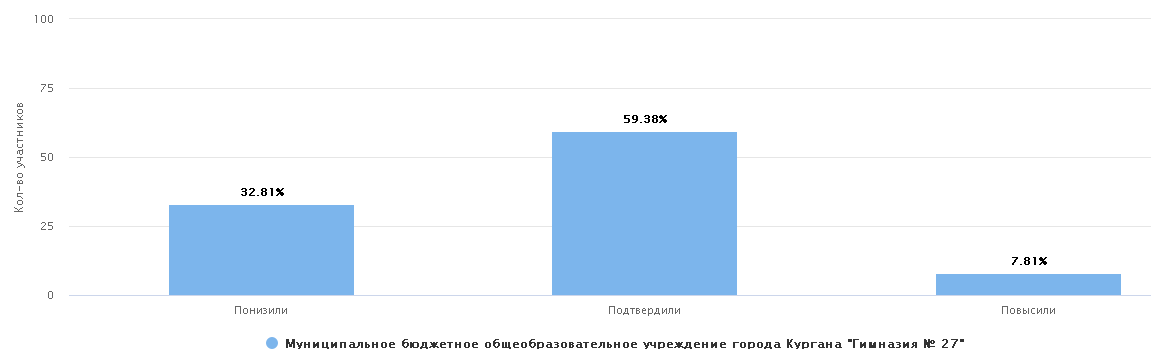 100
75
50
25
0
Кол-во участников
32.81%
59.38%
7.81%
Понизили
Подтвердили
Повысили
Муниципальное бюджетное общеобразовательное учреждение города Кургана "Гимназия № 27"